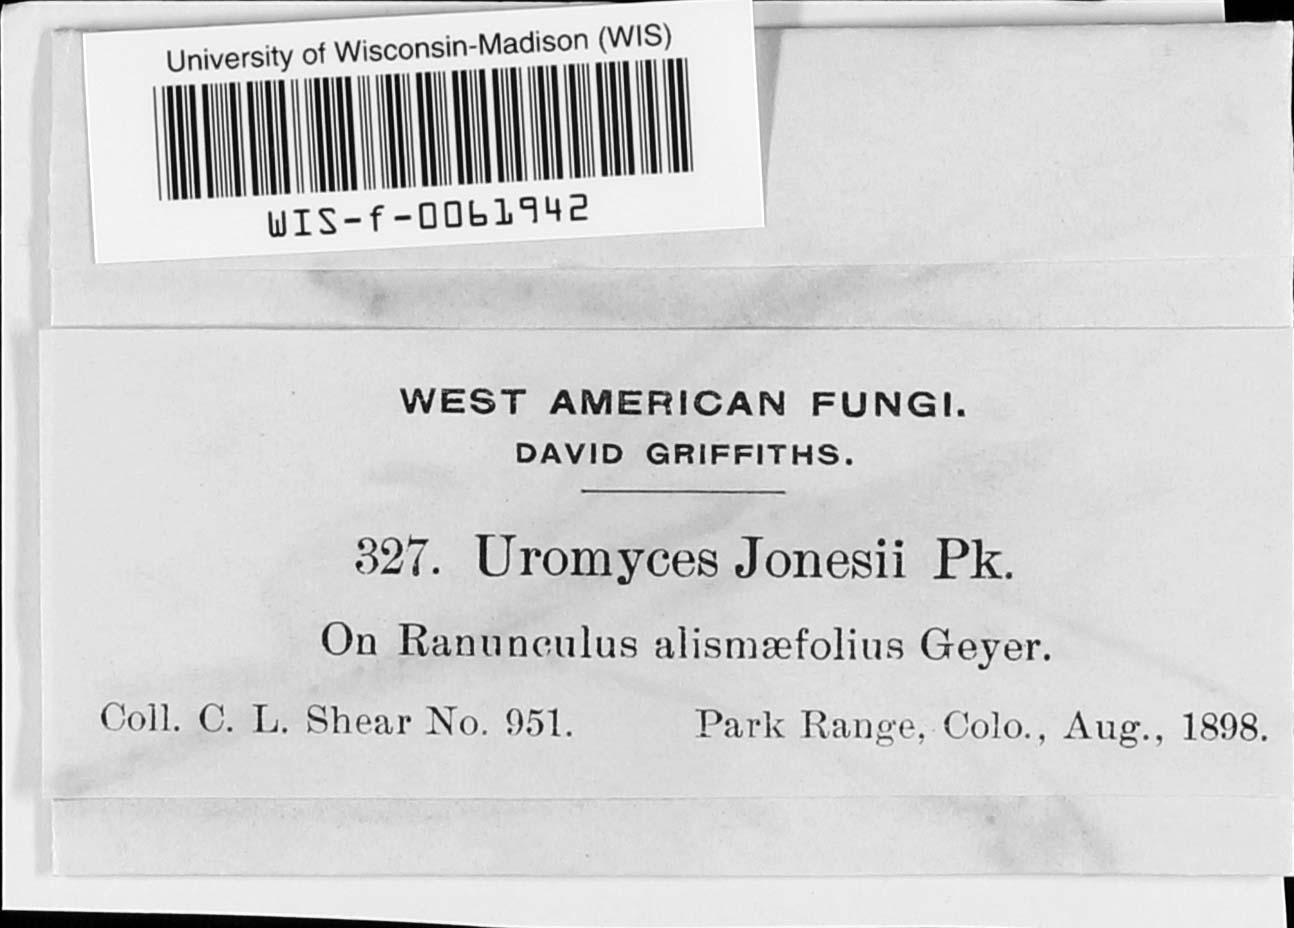 University of Wisconsin-Madison (WIS)
WIS-f-0061942
WEST AMERICAN FUNGI.
DAVID GRIFFITHS.
327. Uromyces Jonesii Pk.
On Ranunculus alismæfolius Geyer.
Coll. C. L. Shear No. 951. Park Range, Colo., Aug., 1898.